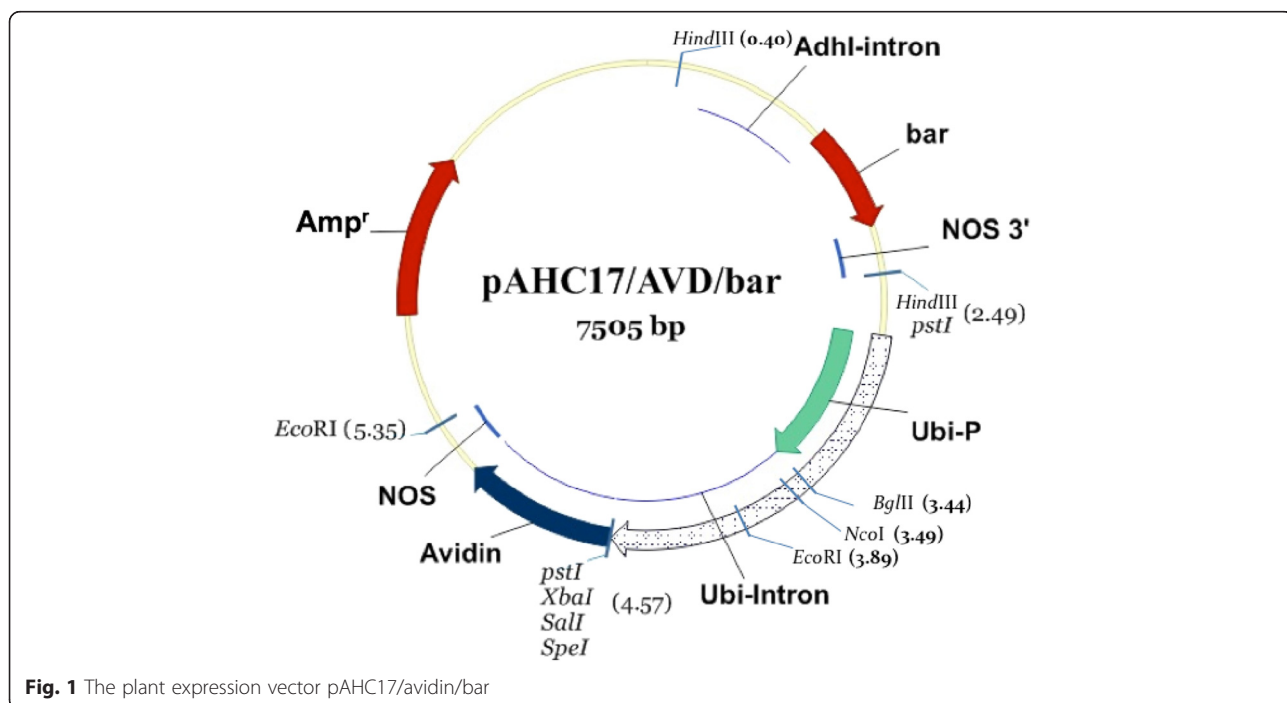 HindIII (0.40)
AdhI-intron
bar
NOS 3'
HindIII
pstI (2.49)
Ubi-P
BglII (3.44)
NcoI (3.49)
EcoRI (3.89)
Ubi-Intron
pstI
XbaI (4.57)
SalI
SpeI
Avidin
NOS
EcoRI (5.35)
Ampʳ
pAHC17/AVD/bar
7505 bp
Fig. 1 The plant expression vector pAHC17/avidin/bar